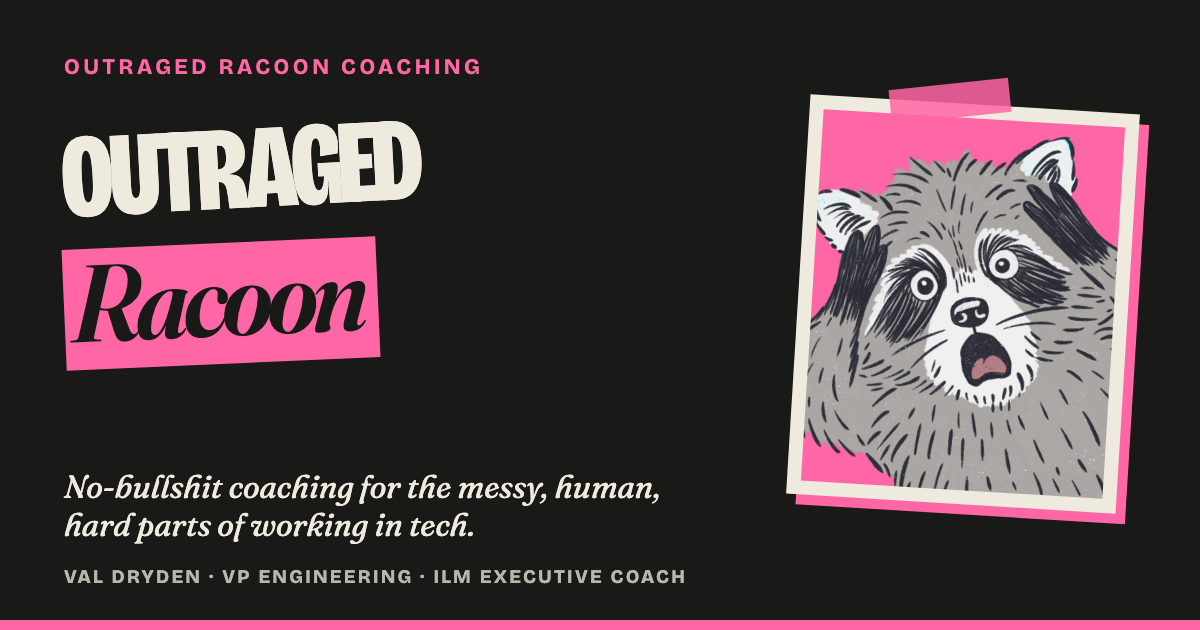 OUTRAGED RACOON COACHING
OUTRAGED
Racoon
No-bullshit coaching for the messy, human,
hard parts of working in tech.
VAL DRYDEN · VP ENGINEERING · ILM EXECUTIVE COACH